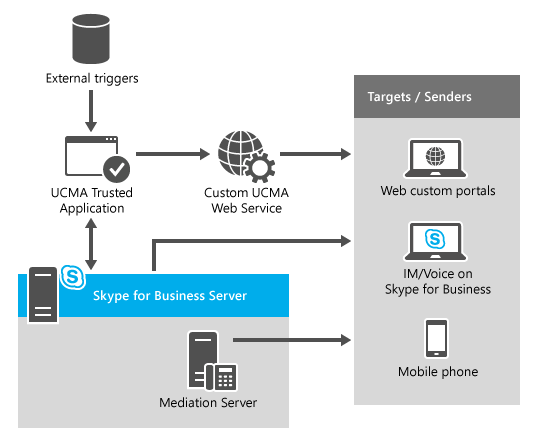 External triggers
Targets / Senders
UCMA Trusted
Application
Custom UCMA
Web Service
Web custom portals
IM/Voice on
Skype for Business
Skype for Business Server
Mobile phone
Mediation Server